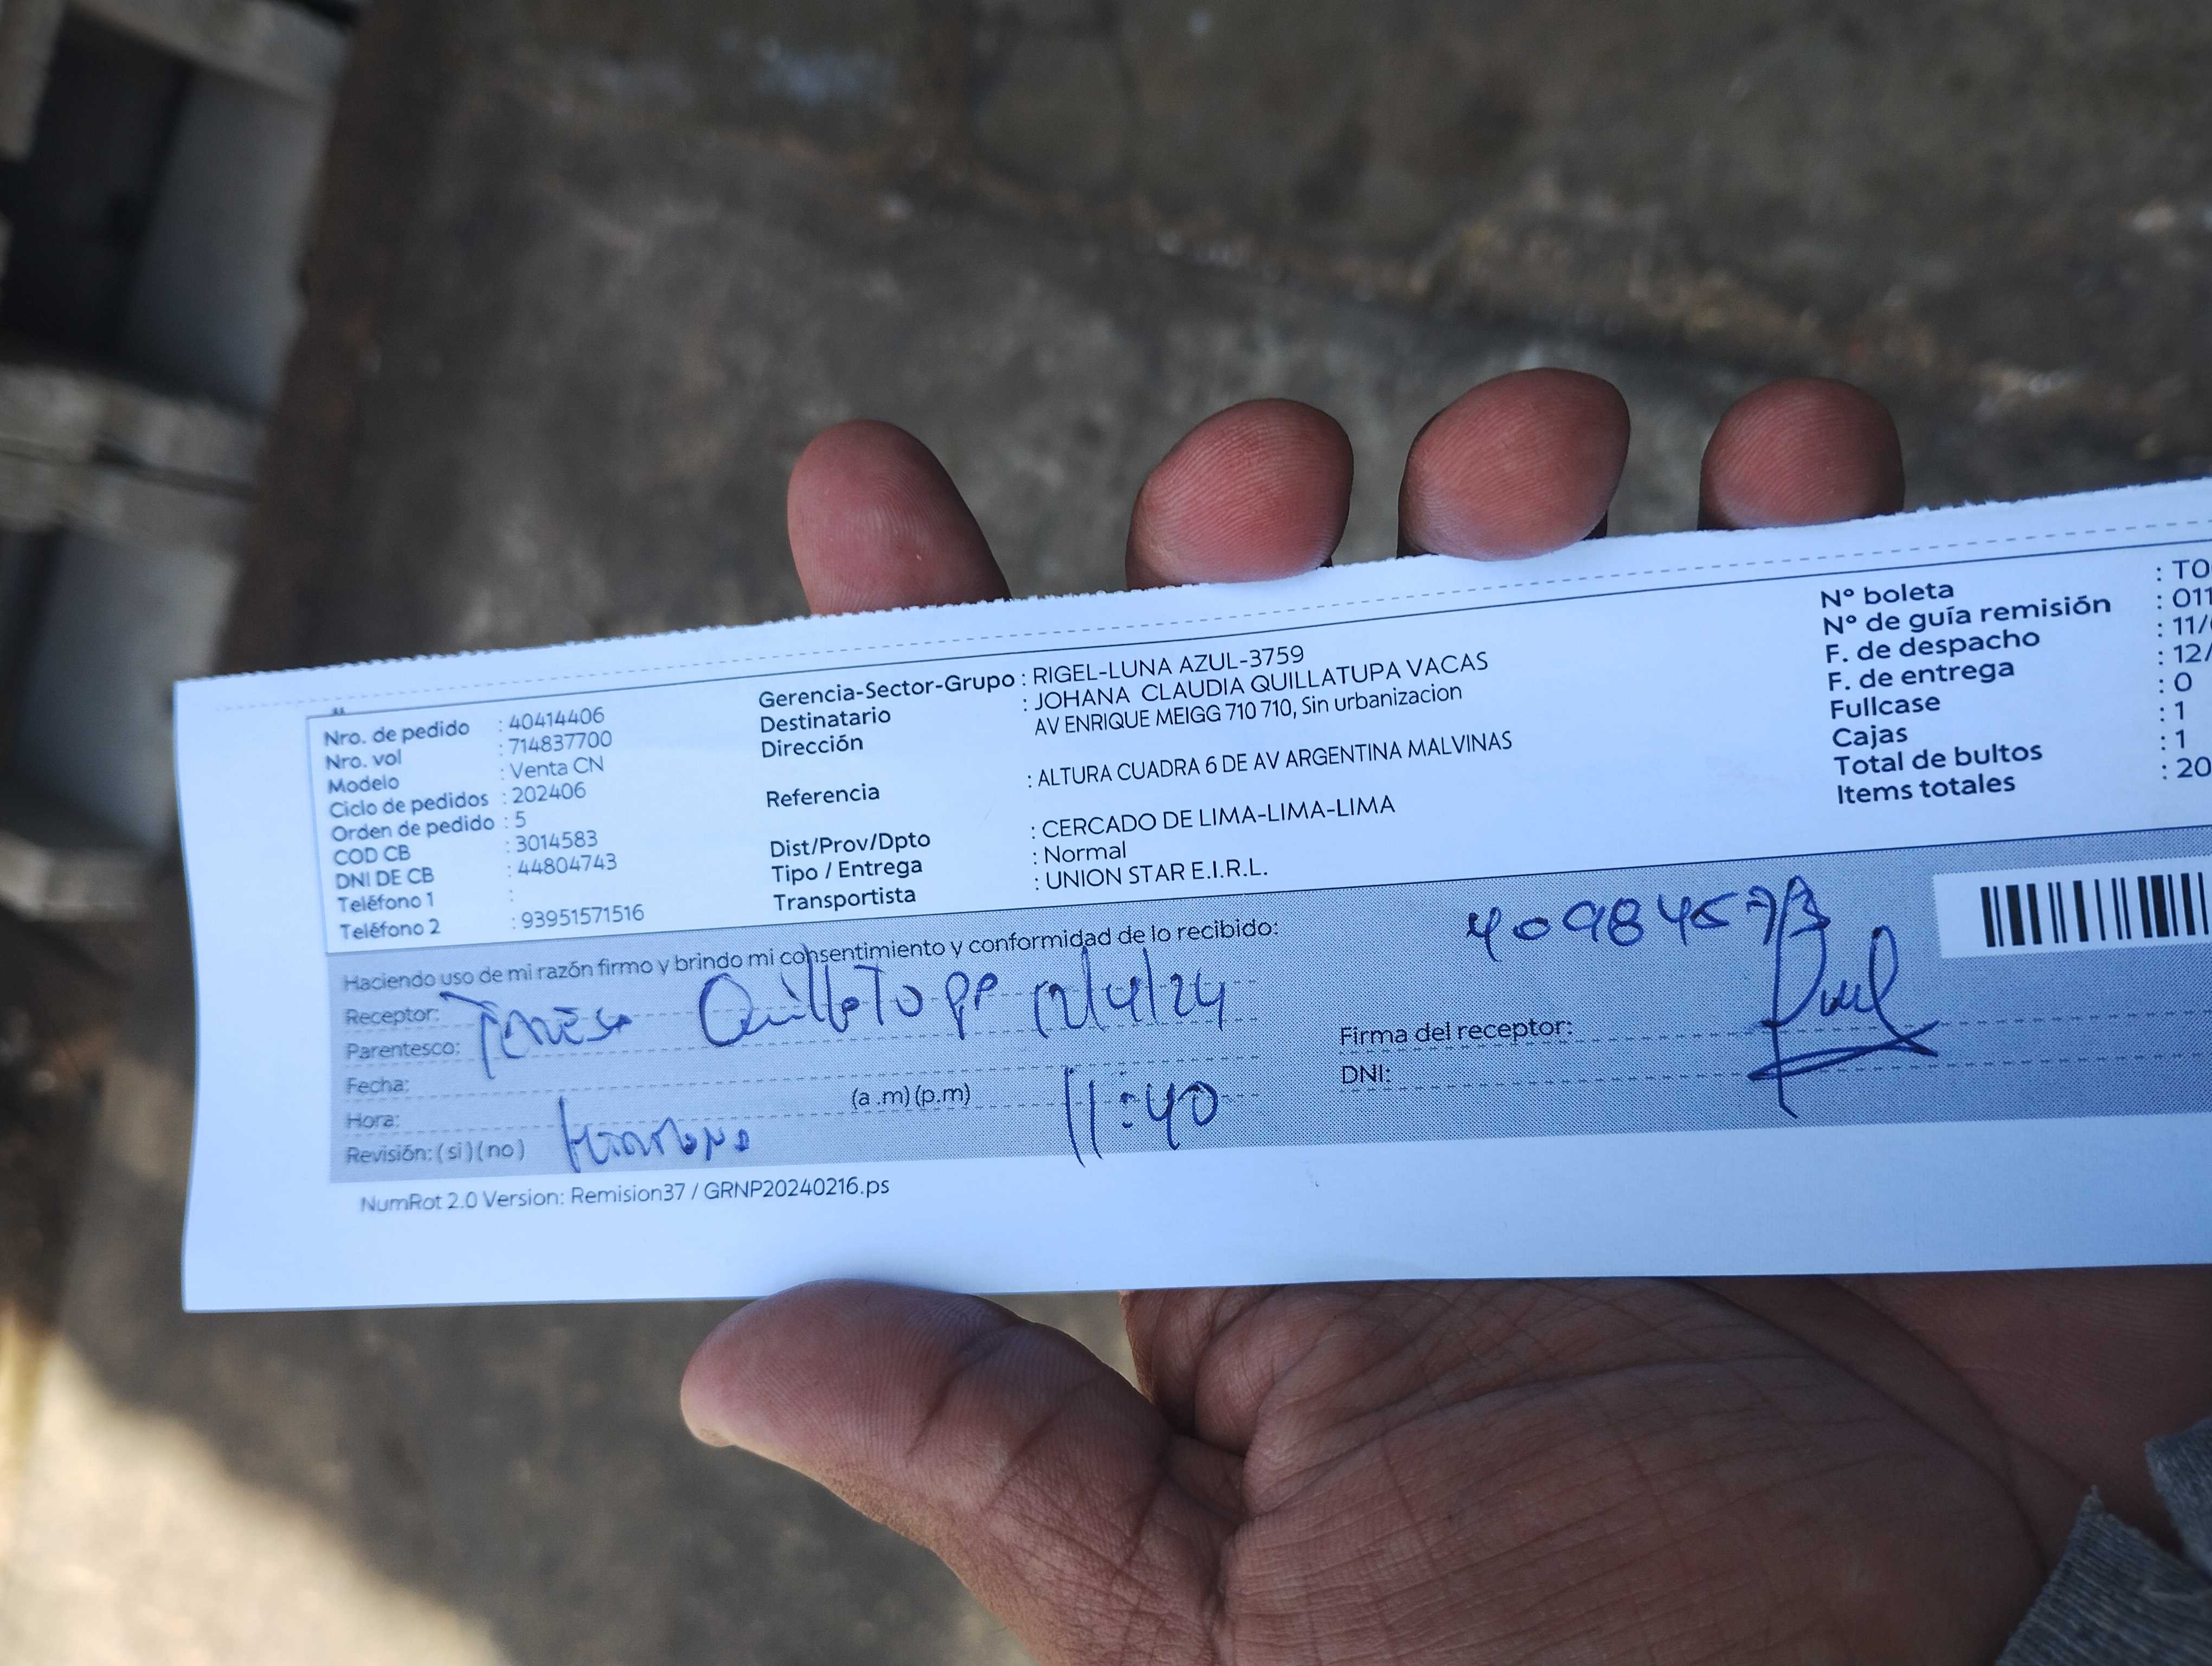 Nro. de pedido : 40414406
Nro. vol : 714837700
Modelo : Venta CN
Ciclo de pedidos : 202406
Orden de pedido : 5
COD CB : 3014583
DNI DE CB : 44804743
Teléfono 1 :
Teléfono 2 : 93951571516
Gerencia-Sector-Grupo : RIGEL-LUNA AZUL-3759
Destinatario : JOHANA CLAUDIA QUILLATUPA VACAS
Dirección AV ENRIQUE MEIGG 710 710, Sin urbanizacion
Referencia : ALTURA CUADRA 6 DE AV ARGENTINA MALVINAS
Dist/Prov/Dpto : CERCADO DE LIMA-LIMA-LIMA
Tipo / Entrega : Normal
Transportista : UNION STAR E.I.R.L.
Nº boleta : TO
Nº de guía remisión : 011
F. de despacho : 11/
F. de entrega : 12/
Fullcase : 0
Cajas : 1
Total de bultos : 1
Items totales : 20
Haciendo uso de mi razón firmo y brindo mi consentimiento y conformidad de lo recibido:
Receptor:
12/4/24
Parentesco:
Fecha:
Hora: (a .m) (p.m) 11:40
Revisión: ( si ) ( no )
Firma del receptor:
DNI:
NumRot 2.0 Version: Remision37 / GRNP20240216.ps